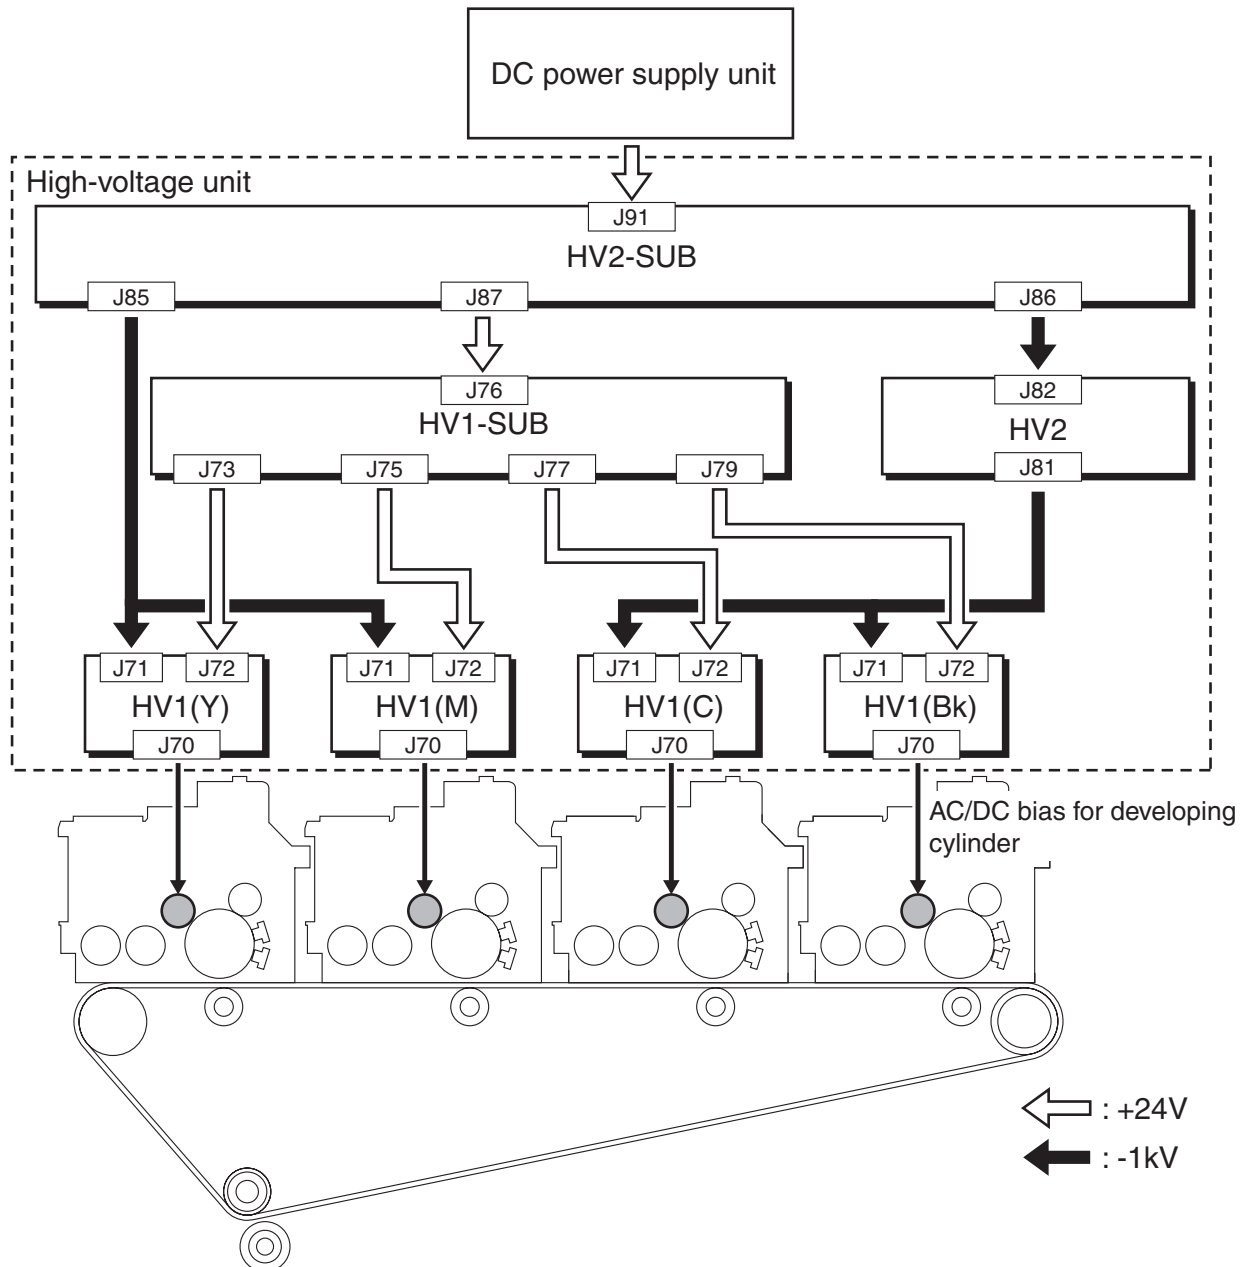 DC power supply unit
High-voltage unit
J91
HV2-SUB
J85 J87 J86
J76 J82
HV1-SUB HV2
J73 J75 J77 J79 J81
J71 J72 J71 J72 J71 J72 J71 J72
HV1(Y) HV1(M) HV1(C) HV1(Bk)
J70 J70 J70 J70
AC/DC bias for developing
cylinder
: +24V
: -1kV